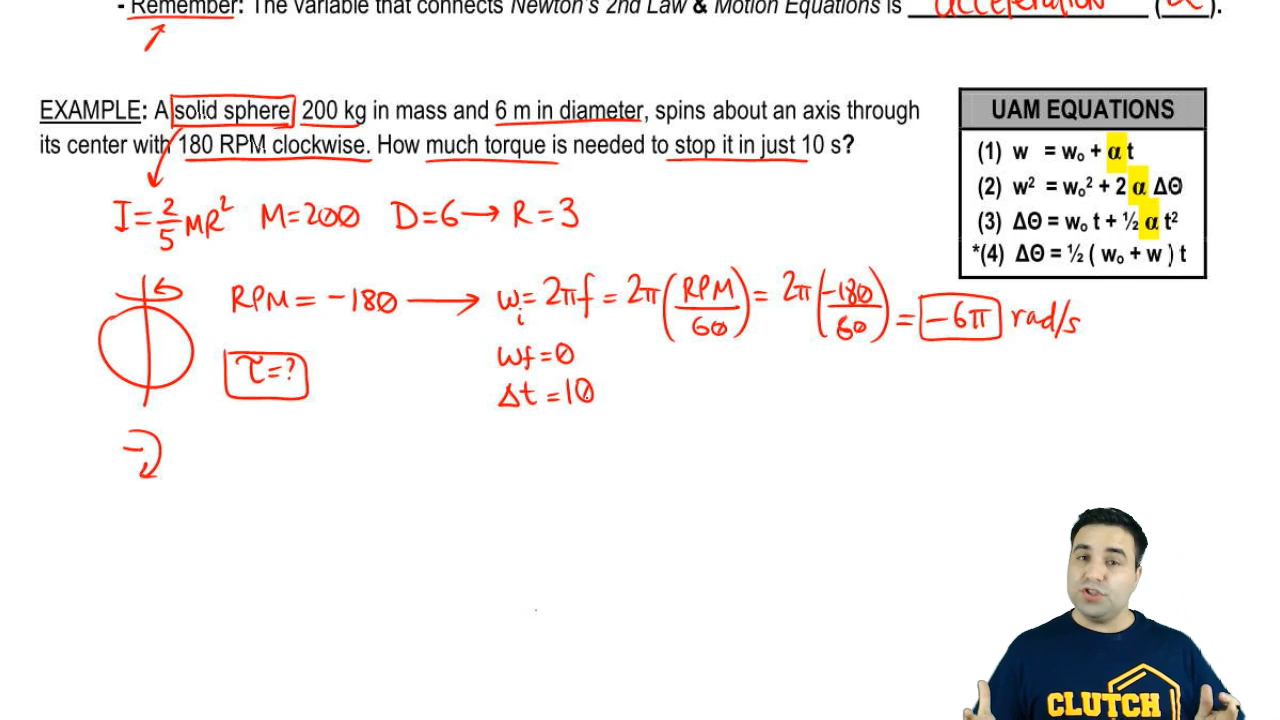 - Remember: The variable that connects Newton's 2nd Law & Motion Equations is acceleration (α).
EXAMPLE: A solid sphere 200 kg in mass and 6 m in diameter, spins about an axis through
its center with 180 RPM clockwise. How much torque is needed to stop it in just 10 s?
UAM EQUATIONS
(1) w = wₒ + α t
(2) w² = wₒ² + 2 α ΔΘ
(3) ΔΘ = wₒ t + ½ α t²
*(4) ΔΘ = ½ ( wₒ + w ) t
I = 2/5 MR² M=200 D=6 → R=3
RPM = -180 → wᵢ = 2πf = 2π(RPM/60) = 2π(-180/60) = -6π rad/s
τ=? wf=0
Δt=10
-
CLUTCH